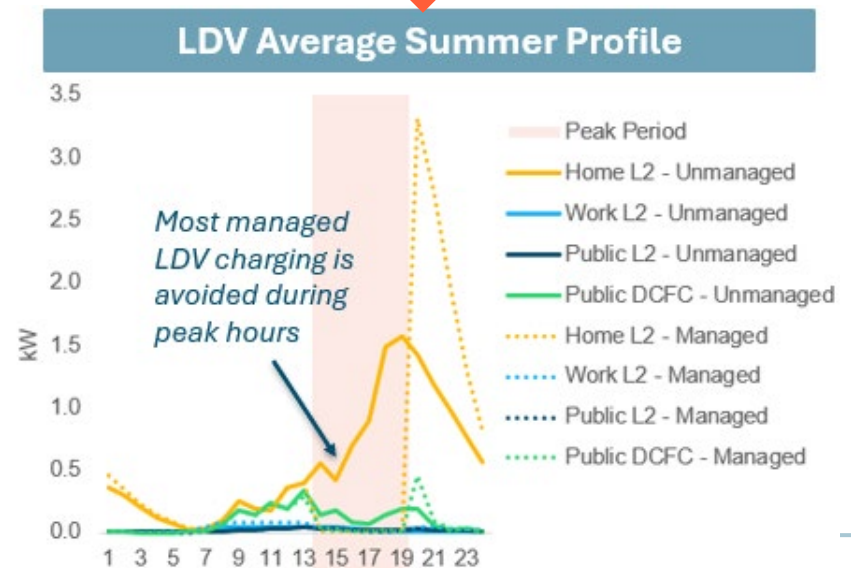 LDV Average Summer Profile
3.5
3.0
2.5
2.0
1.5
1.0
0.5
0.0
kW
Most managed
LDV charging is
avoided during
peak hours
1 3 5 7 9 11 13 15 17 19 21 23
Peak Period
Home L2 - Unmanaged
Work L2 - Unmanaged
Public L2 - Unmanaged
Public DCFC - Unmanaged
Home L2 - Managed
Work L2 - Managed
Public L2 - Managed
Public DCFC - Managed